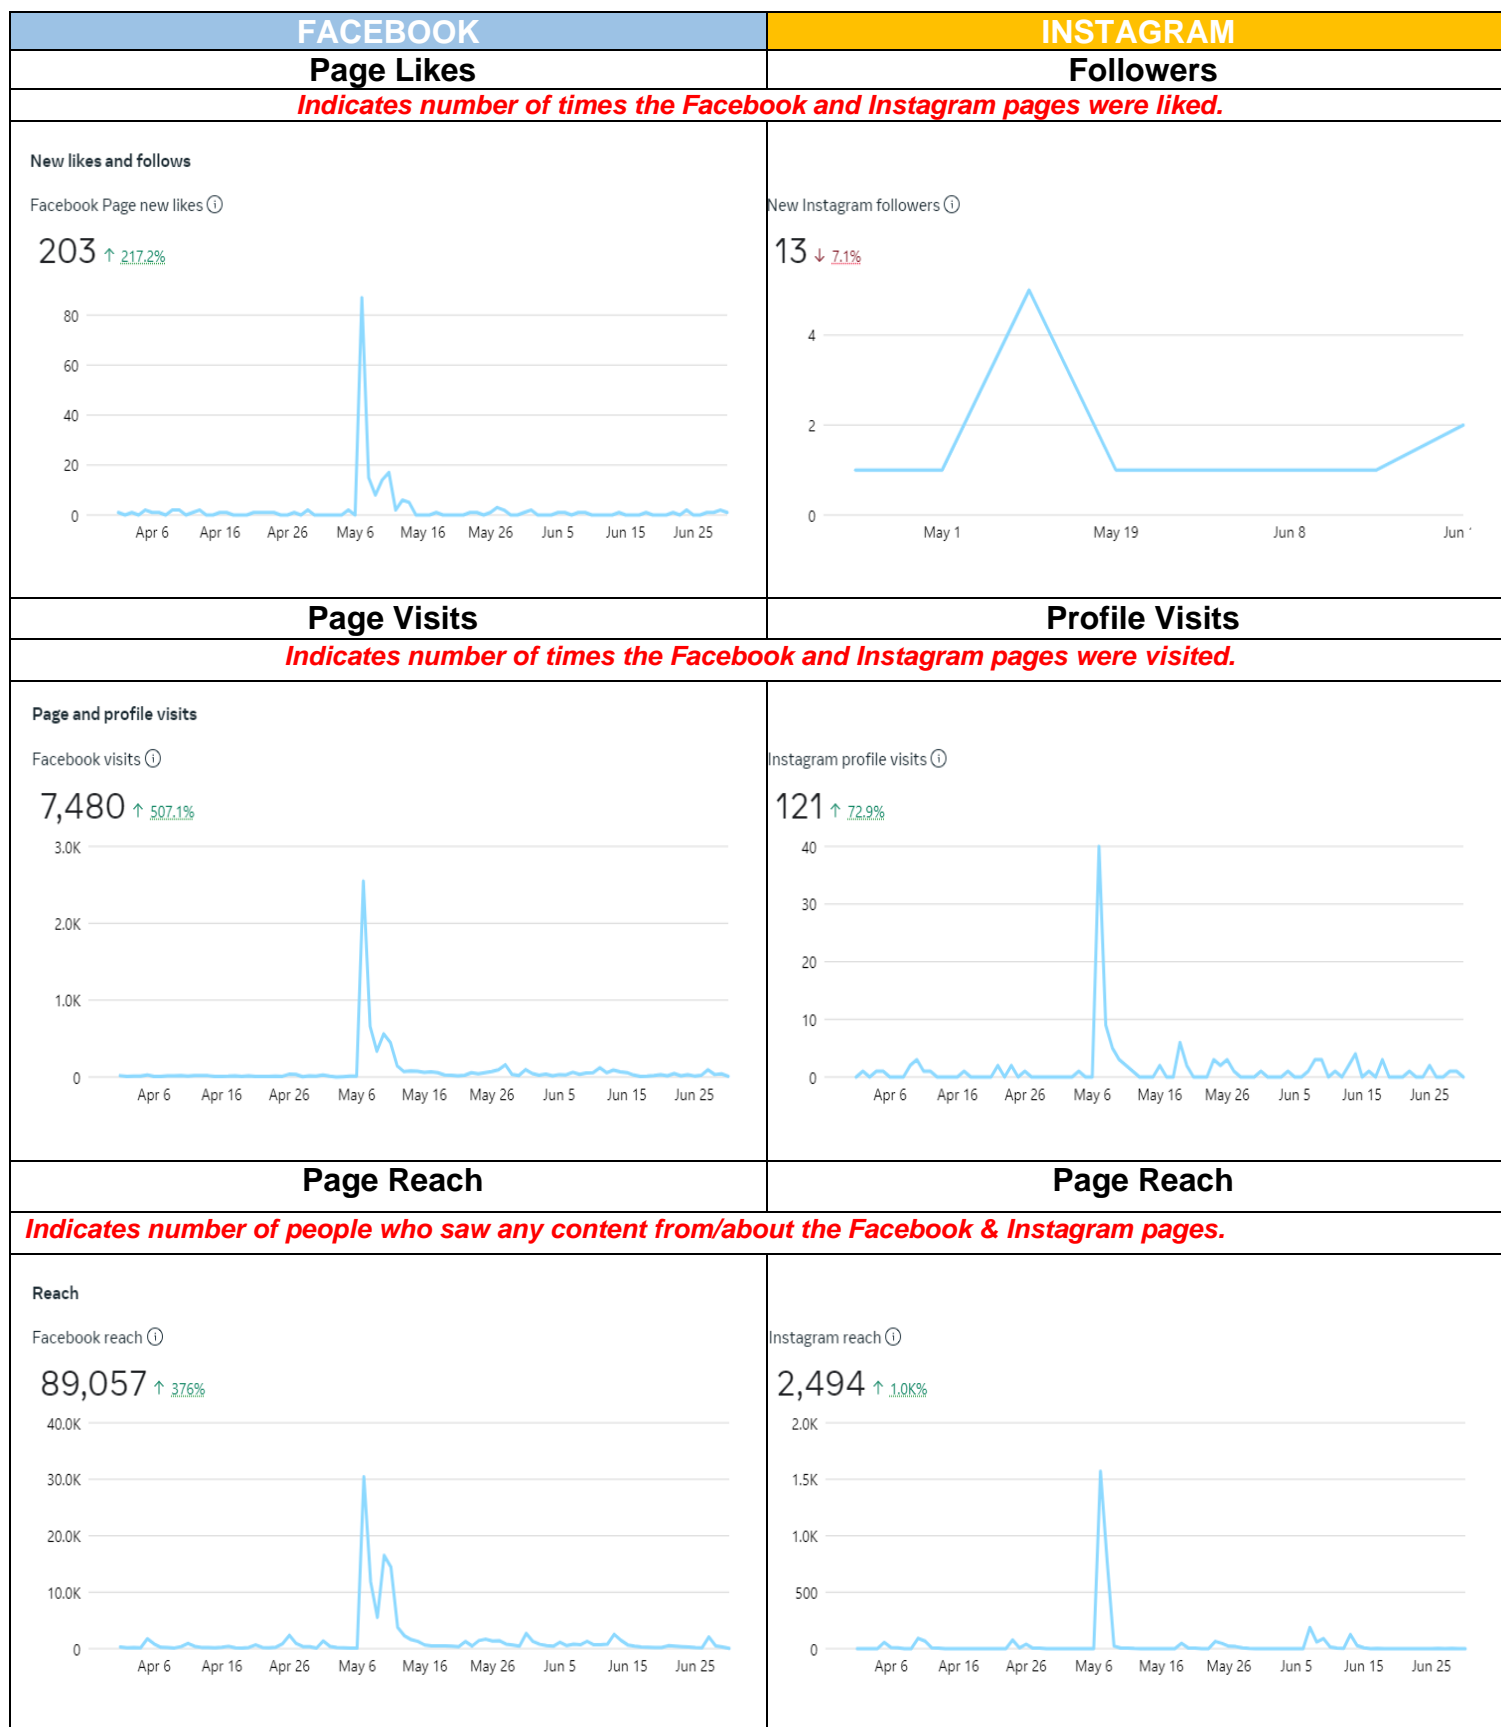 FACEBOOK INSTAGRAM
Page Likes Followers
Indicates number of times the Facebook and Instagram pages were liked.
New likes and follows
Facebook Page new likes
203 ↑ 217.2%
80
60
40
20
0
Apr 6 Apr 16 Apr 26 May 6 May 16 May 26 Jun 5 Jun 15 Jun 25
New Instagram followers
13 ↓ 7.1%
4
2
0
May 1 May 19 Jun 8 Jun
Page Visits Profile Visits
Indicates number of times the Facebook and Instagram pages were visited.
Page and profile visits
Facebook visits
7,480 ↑ 507.1%
3.0K
2.0K
1.0K
0
Apr 6 Apr 16 Apr 26 May 6 May 16 May 26 Jun 5 Jun 15 Jun 25
Instagram profile visits
121 ↑ 72.9%
40
30
20
10
0
Apr 6 Apr 16 Apr 26 May 6 May 16 May 26 Jun 5 Jun 15 Jun 25
Page Reach Page Reach
Indicates number of people who saw any content from/about the Facebook & Instagram pages.
Reach
Facebook reach
89,057 ↑ 376%
40.0K
30.0K
20.0K
10.0K
0
Apr 6 Apr 16 Apr 26 May 6 May 16 May 26 Jun 5 Jun 15 Jun 25
Instagram reach
2,494 ↑ 1.0K%
2.0K
1.5K
1.0K
500
0
Apr 6 Apr 16 Apr 26 May 6 May 16 May 26 Jun 5 Jun 15 Jun 25